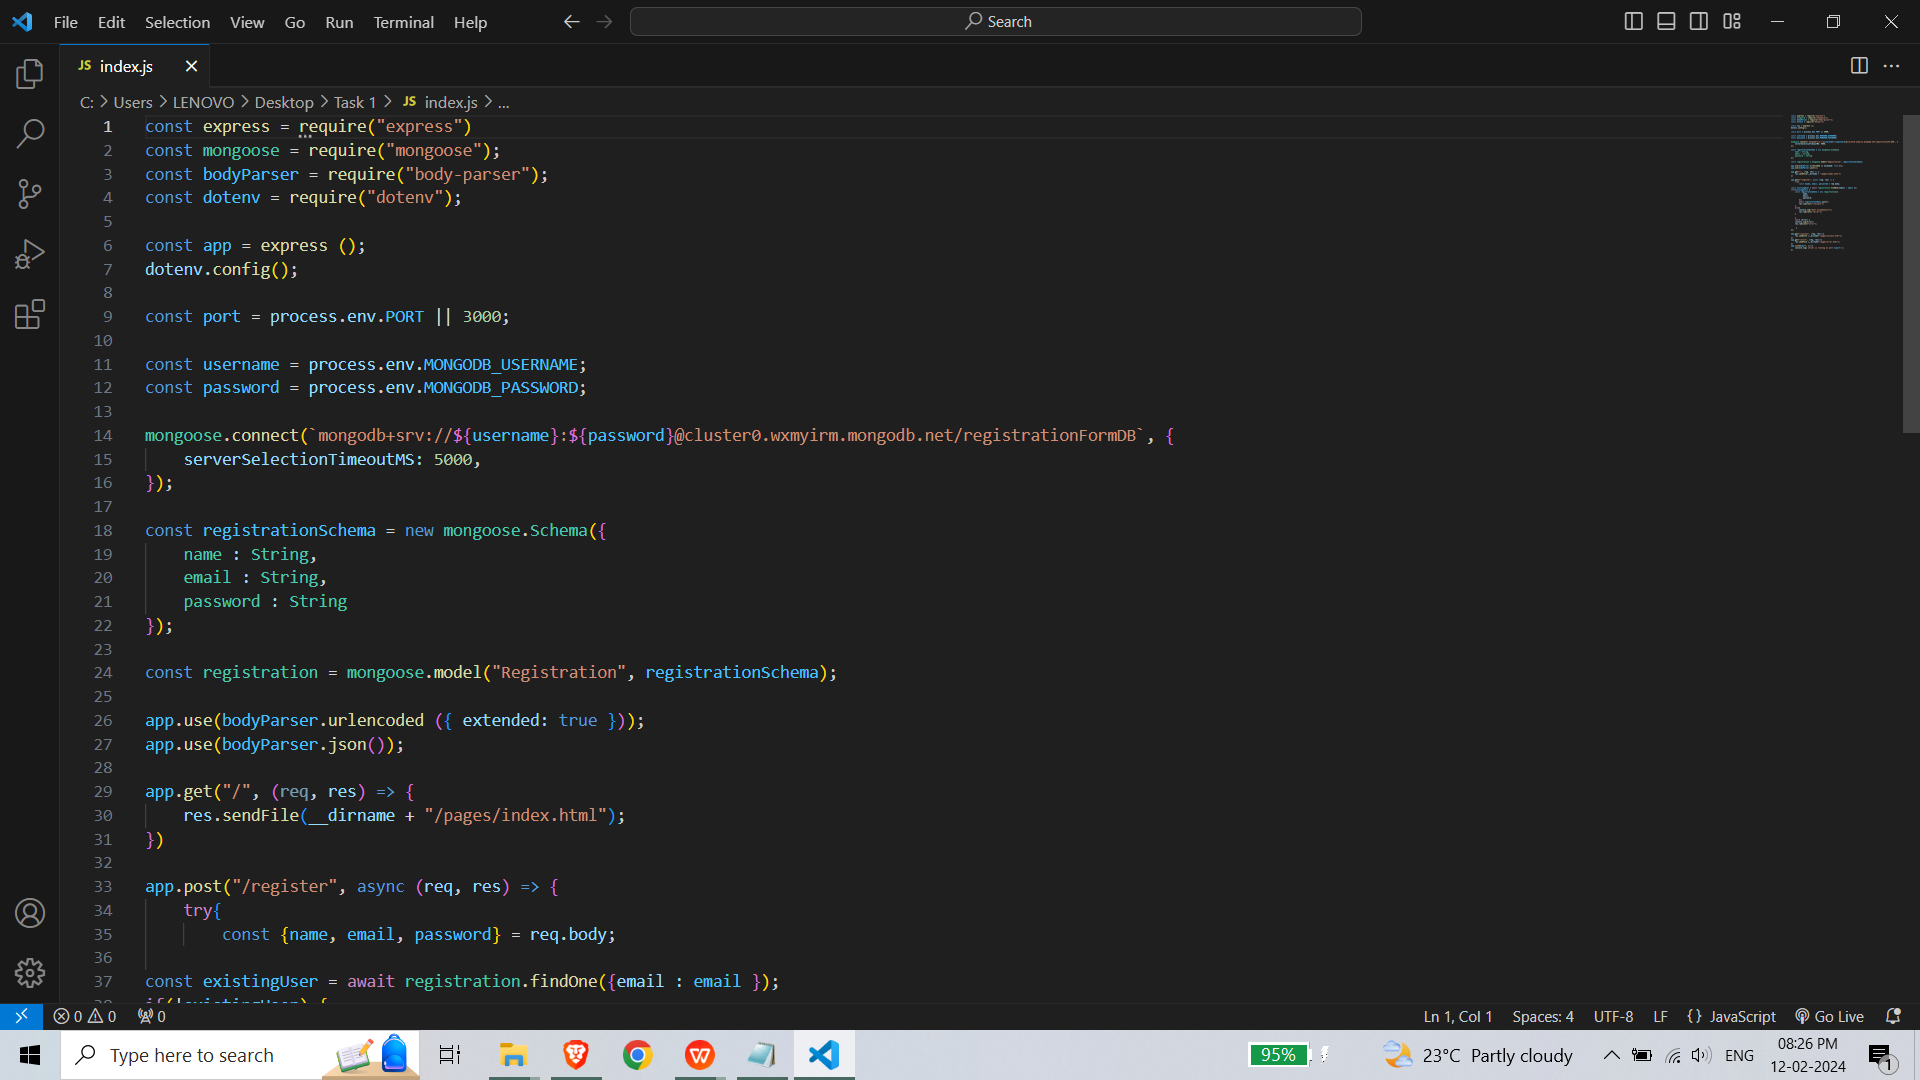 File Edit Selection View Go Run Terminal Help
Search
JS index.js
C: > Users > LENOVO > Desktop > Task 1 > JS index.js > ...
1 const express = require("express")
2 const mongoose = require("mongoose");
3 const bodyParser = require("body-parser");
4 const dotenv = require("dotenv");
5
6 const app = express ();
7 dotenv.config();
8
9 const port = process.env.PORT || 3000;
10
11 const username = process.env.MONGODB_USERNAME;
12 const password = process.env.MONGODB_PASSWORD;
13
14 mongoose.connect(`mongodb+srv://${username}:${password}@cluster0.wxmyirm.mongodb.net/registrationFormDB`, {
15 serverSelectionTimeoutMS: 5000,
16 });
17
18 const registrationSchema = new mongoose.Schema({
19 name : String,
20 email : String,
21 password : String
22 });
23
24 const registration = mongoose.model("Registration", registrationSchema);
25
26 app.use(bodyParser.urlencoded ({ extended: true }));
27 app.use(bodyParser.json());
28
29 app.get("/", (req, res) => {
30 res.sendFile(__dirname + "/pages/index.html");
31 })
32
33 app.post("/register", async (req, res) => {
34 try{
35 const {name, email, password} = req.body;
36
37 const existingUser = await registration.findOne({email : email });
38 if(!existingUser) {
0 0 0
Ln 1, Col 1 Spaces: 4 UTF-8 LF {} JavaScript Go Live
Type here to search
95%
23°C Partly cloudy
ENG
08:26 PM
12-02-2024
1